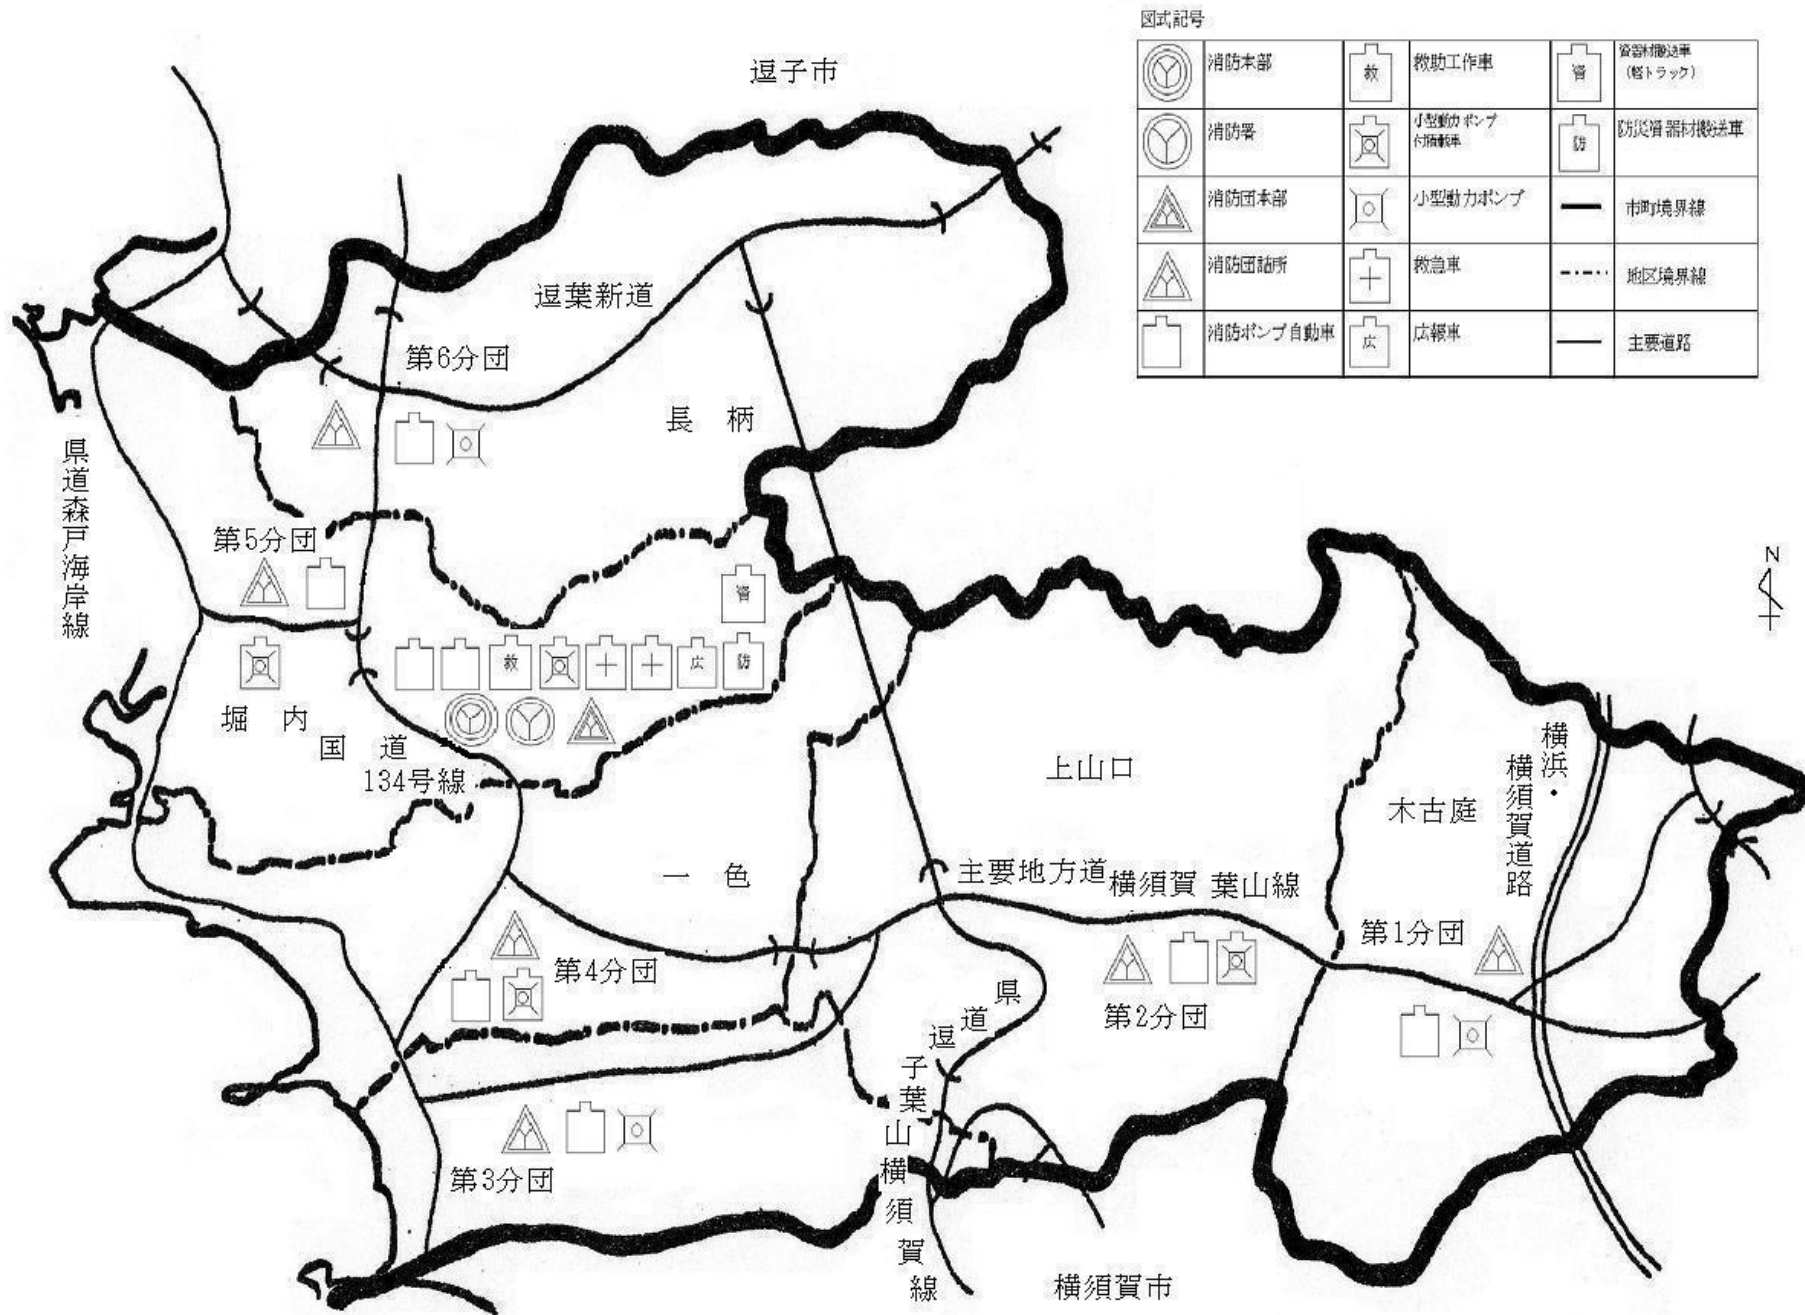 図式記号
消防本部
救助工作車
資
資器材搬送車
(軽トラック)
救
消防署
小型動力ポンプ
付積載車
防
防災資器材搬送車
消防団本部
小型動力ポンプ
市町境界線
消防団詰所
救急車
地区境界線
消防ポンプ自動車
広
広報車
主要道路
逗子市
逗葉新道
第6分団
長 柄
県道森戸海岸線
第5分団
資
救
広
防
堀 内
国 道
134号線
上山口
木古庭
横浜・
横須賀道路
一 色
主要地方道横須賀 葉山線
第1分団
第4分団
第2分団
県道逗子葉山横須賀線
第3分団
横須賀市
N